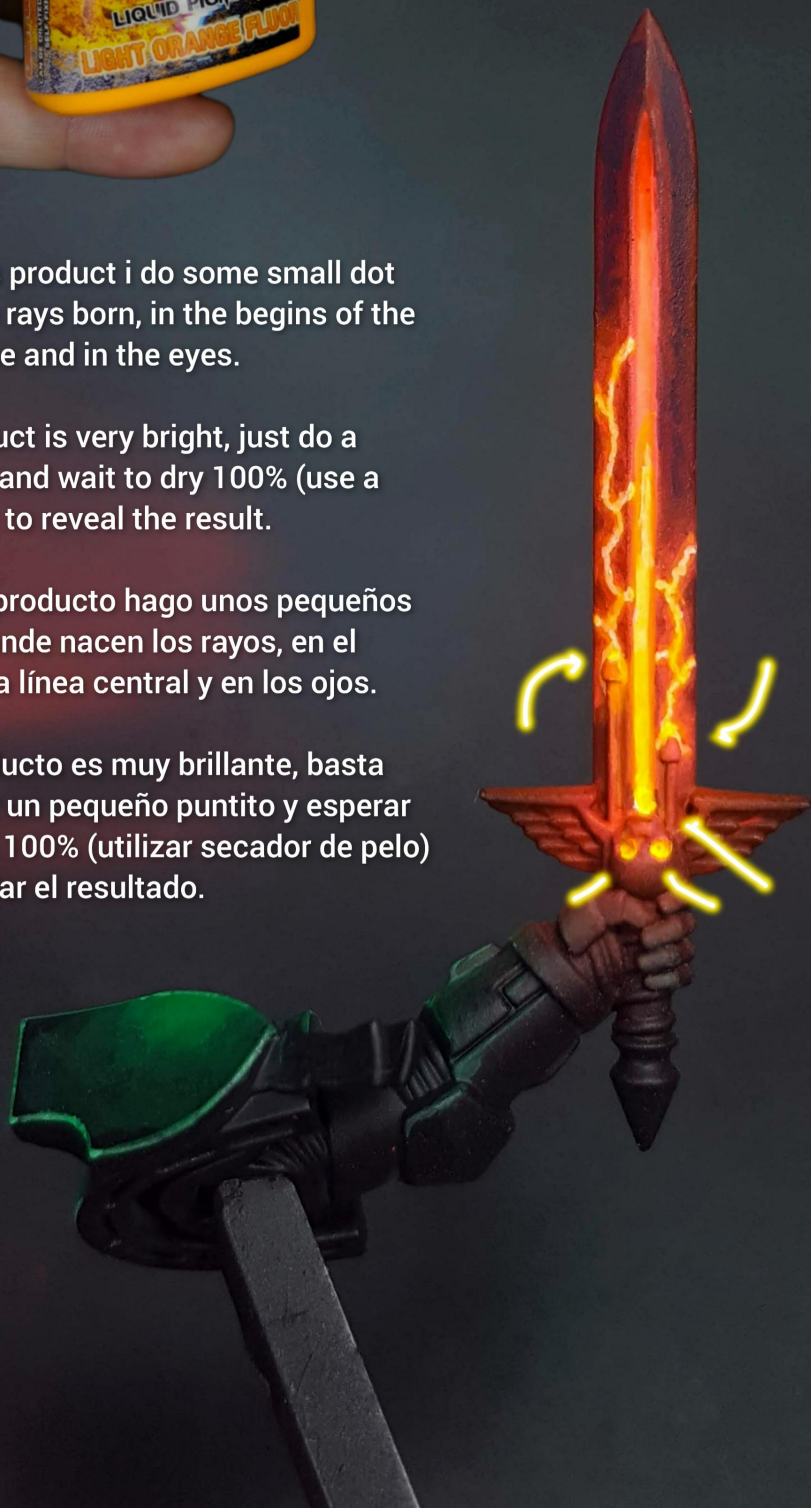 LIQUID
LIGHT ORANGE FLUOR
product i do some small dot
rays born, in the begins of the
e and in the eyes.
uct is very bright, just do a
and wait to dry 100% (use a
to reveal the result.
producto hago unos pequeños
nde nacen los rayos, en el
a línea central y en los ojos.
ucto es muy brillante, basta
un pequeño puntito y esperar
100% (utilizar secador de pelo)
ar el resultado.